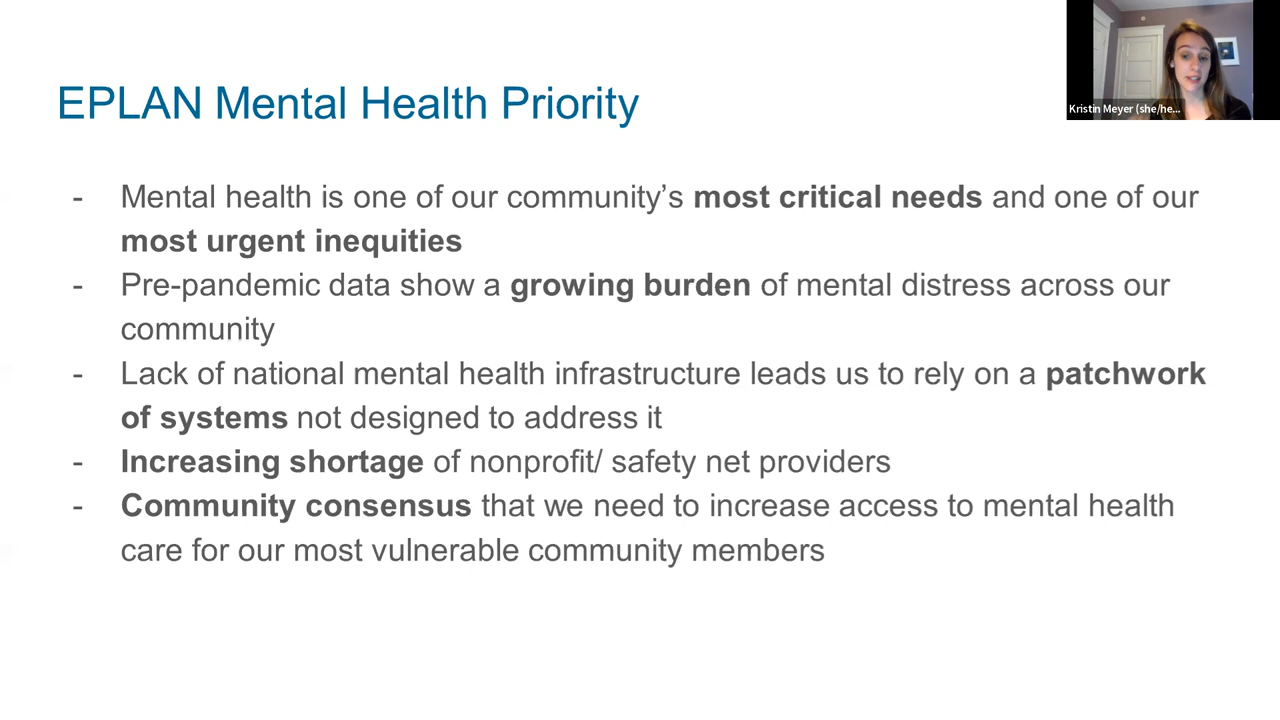 EPLAN Mental Health Priority
Kristin Meyer (she/he...
- Mental health is one of our community’s most critical needs and one of our
most urgent inequities
- Pre-pandemic data show a growing burden of mental distress across our
community
- Lack of national mental health infrastructure leads us to rely on a patchwork
of systems not designed to address it
- Increasing shortage of nonprofit/ safety net providers
- Community consensus that we need to increase access to mental health
care for our most vulnerable community members